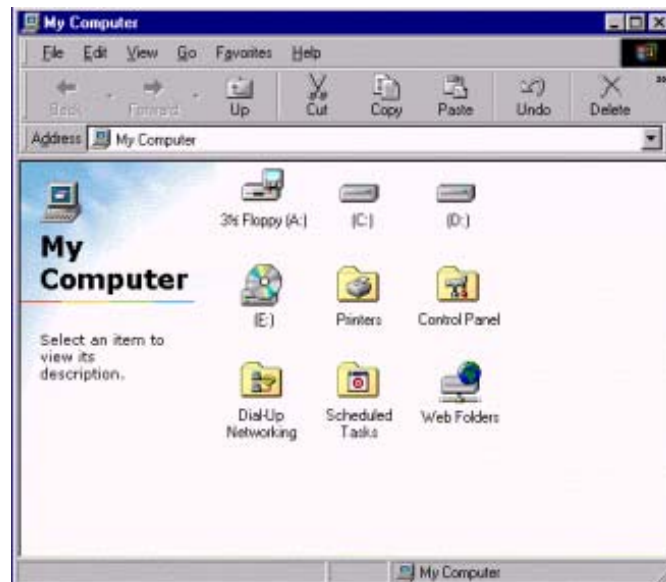 My Computer
File Edit View Go Favorites Help
Back Forward Up Cut Copy Paste Undo Delete »
Address My Computer
3½ Floppy (A:) (C:) (D:)
My
Computer
(E:) Printers Control Panel
Select an item to
view its
description.
Dial-Up
Networking
Scheduled
Tasks
Web Folders
My Computer